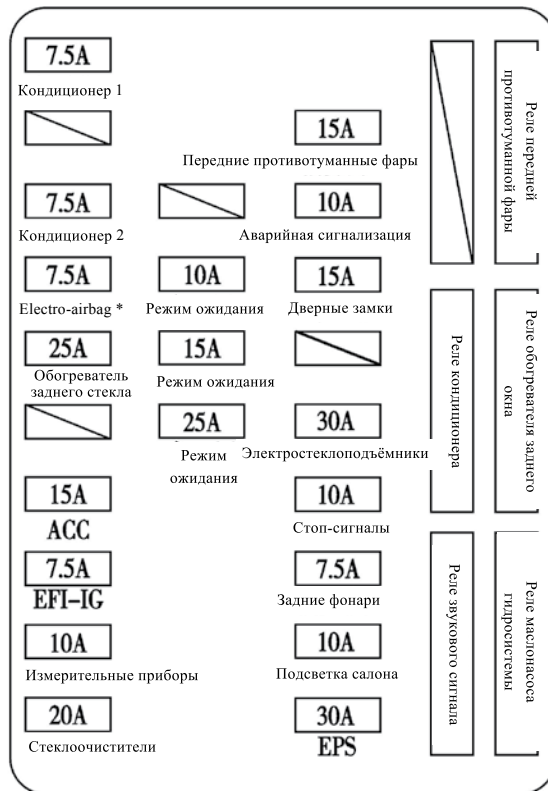 7.5A
Кондиционер 1
15A
Передние противотуманные фары
7.5A
Кондиционер 2
10A
Аварийная сигнализация
7.5A
Electro-airbag *
10A
Режим ожидания
15A
Дверные замки
25A
Обогреватель
заднего стекла
15A
Режим ожидания
25A
Режим
ожидания
30A
Электростеклоподъёмники
15A
ACC
10A
Стоп-сигналы
7.5A
EFI-IG
7.5A
Задние фонари
10A
Измерительные приборы
10A
Подсветка салона
20A
Стеклоочистители
30A
EPS
Реле передней
противотуманной фары
Реле кондиционера
Реле обогревателя заднего
окна
Реле звукового сигнала
Реле маслонасоса
гидросистемы